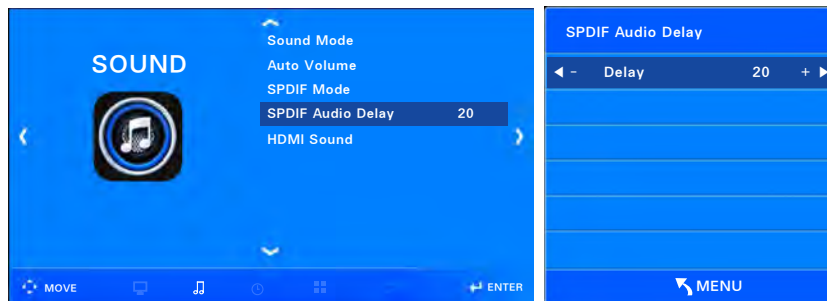 SOUND
Sound Mode
Auto Volume
SPDIF Mode
SPDIF Audio Delay 20
HDMI Sound
MOVE
ENTER
SPDIF Audio Delay
- Delay 20 +
MENU